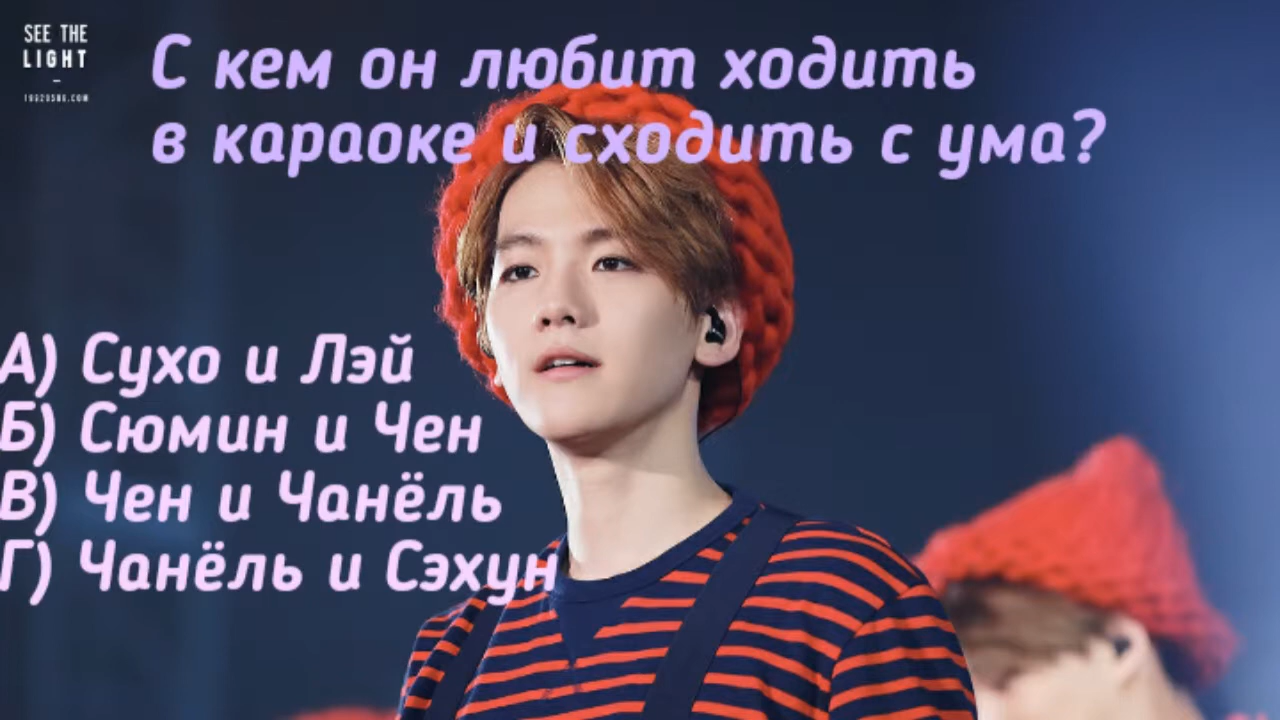 SEE THE
LIGHT
С кем он любит ходить
в караоке и сходить с ума?
А) Сухо и Лэй
Б) Сюмин и Чен
В) Чен и Чанёль
Г) Чанёль и Сэхун